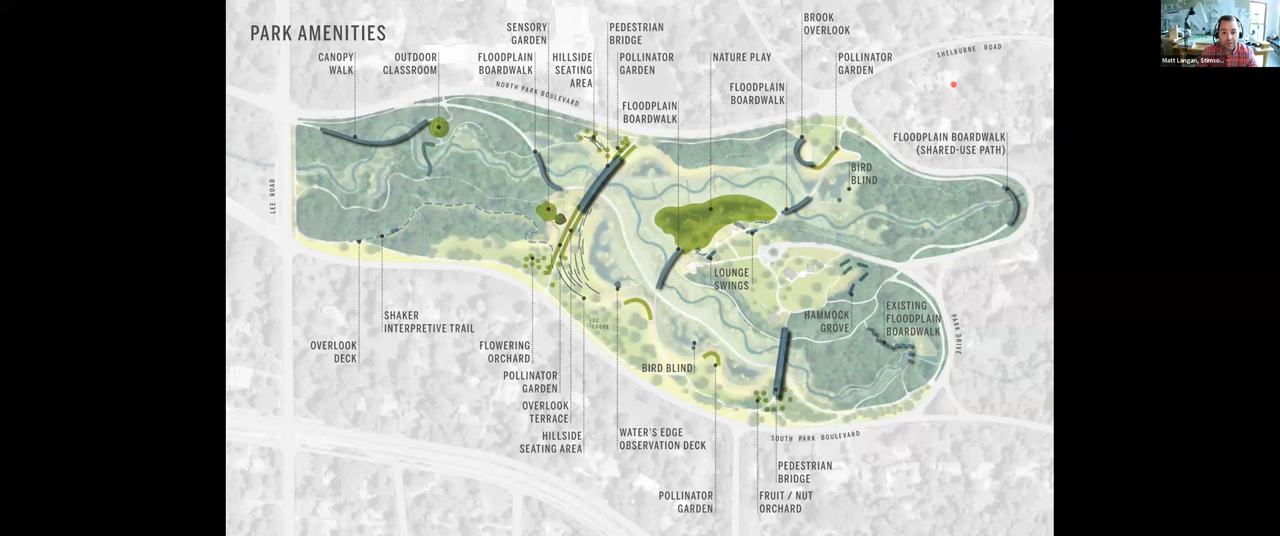 PARK AMENITIES
CANOPY
WALK
OUTDOOR
CLASSROOM
SENSORY
GARDEN
FLOODPLAIN
BOARDWALK
HILLSIDE
SEATING
AREA
PEDESTRIAN
BRIDGE
POLLINATOR
GARDEN
FLOODPLAIN
BOARDWALK
NATURE PLAY
FLOODPLAIN
BOARDWALK
BROOK
OVERLOOK
POLLINATOR
GARDEN
SHELBURNE ROAD
Matt Langan, Stimso...
NORTH PARK BOULEVARD
FLOODPLAIN BOARDWALK
(SHARED-USE PATH)
BIRD
BLIND
LEE ROAD
LOUNGE
SWINGS
HAMMOCK
GROVE
EXISTING
FLOODPLAIN
BOARDWALK
PARK DRIVE
SHAKER
INTERPRETIVE TRAIL
OVERLOOK
DECK
FLOWERING
ORCHARD
POLLINATOR
GARDEN
OVERLOOK
TERRACE
HILLSIDE
SEATING AREA
GROVE
BIRD BLIND
WATER'S EDGE
OBSERVATION DECK
SOUTH PARK BOULEVARD
POLLINATOR
GARDEN
PEDESTRIAN
BRIDGE
FRUIT / NUT
ORCHARD